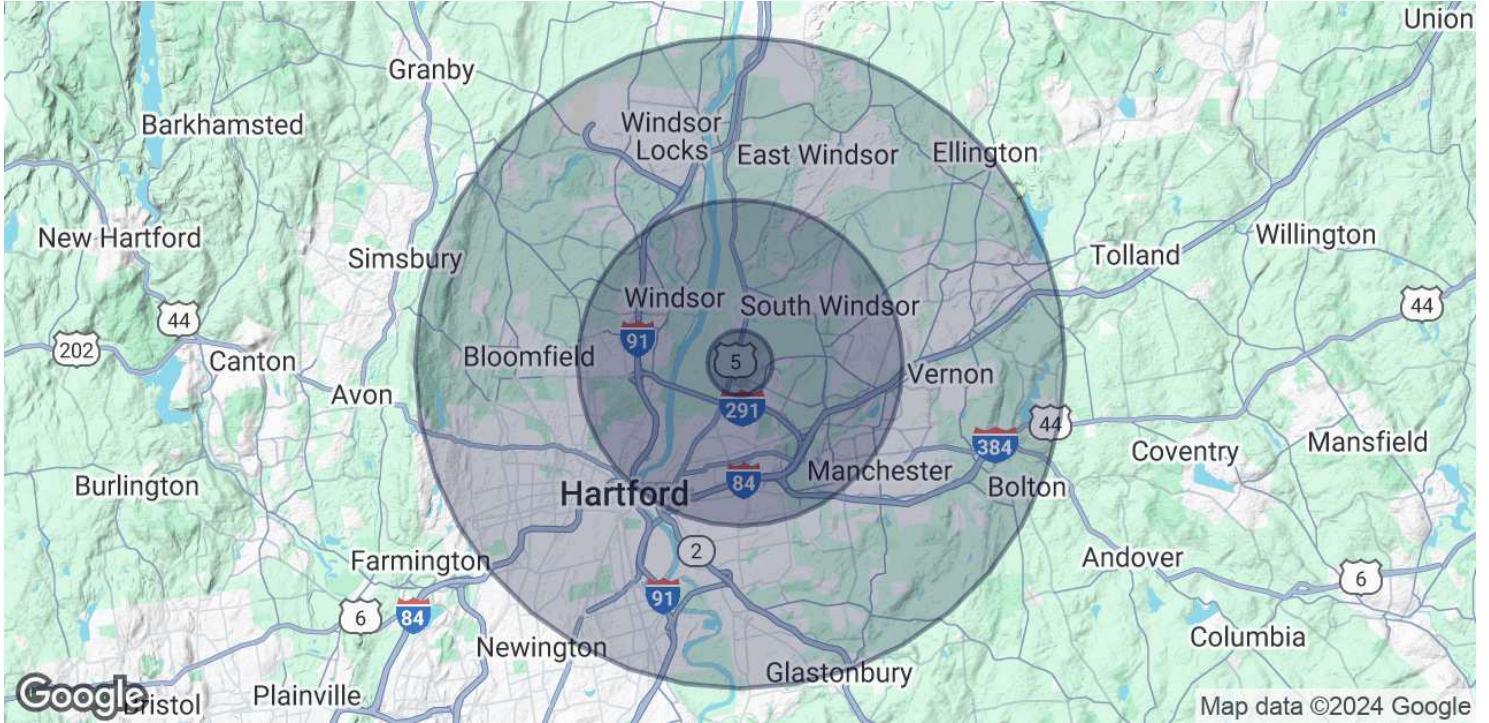 Union
Granby
Barkhamsted
Windsor
Locks
East Windsor
Ellington
New Hartford
Simsbury
Tolland
Willington
44
Windsor
South Windsor
44
202
91
5
Canton
Bloomfield
Vernon
Avon
291
44
384
Coventry
Mansfield
Burlington
Manchester
84
Bolton
Hartford
2
Farmington
Andover
6
91
6
84
Newington
Columbia
Glastonbury
Google
Bristol
Plainville
Map data ©2024 Google